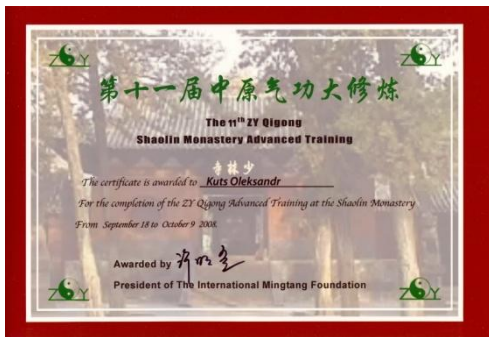 ZY
ZY
第十一届中原气功大修炼
The 11th ZY Qigong
Shaolin Monastery Advanced Training
寺林少
The certificate is awarded to Kuts Oleksandr
For the completion of the ZY Qigong Advanced Training at the Shaolin Monastery
From September 18 to October 9 2008.
Awarded by
President of The International Mingtang Foundation
ZY
ZY